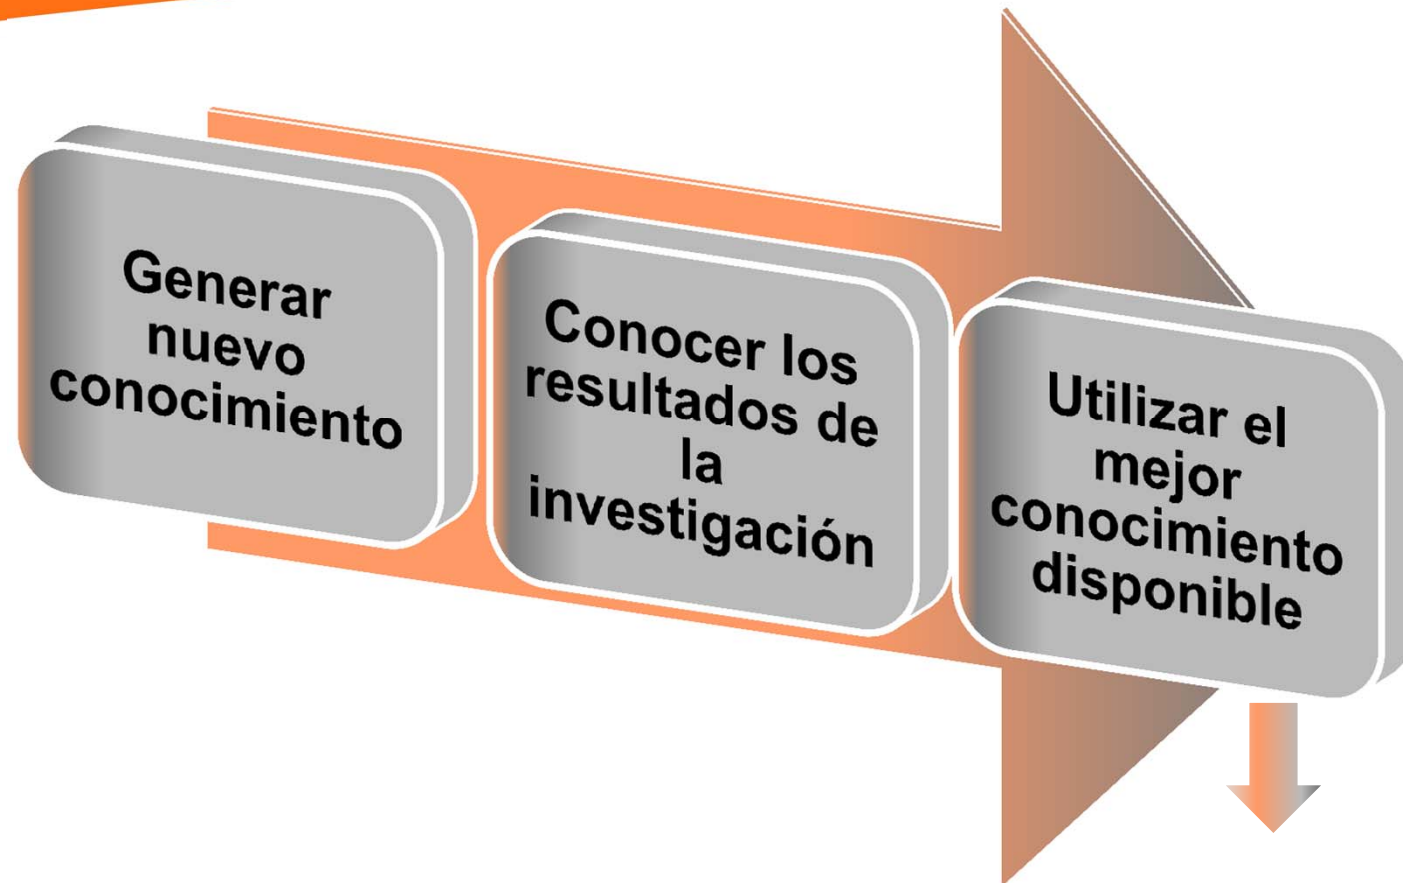 Generar
nuevo
conocimiento
Conocer los
resultados de
la
investigación
Utilizar el
mejor
conocimiento
disponible